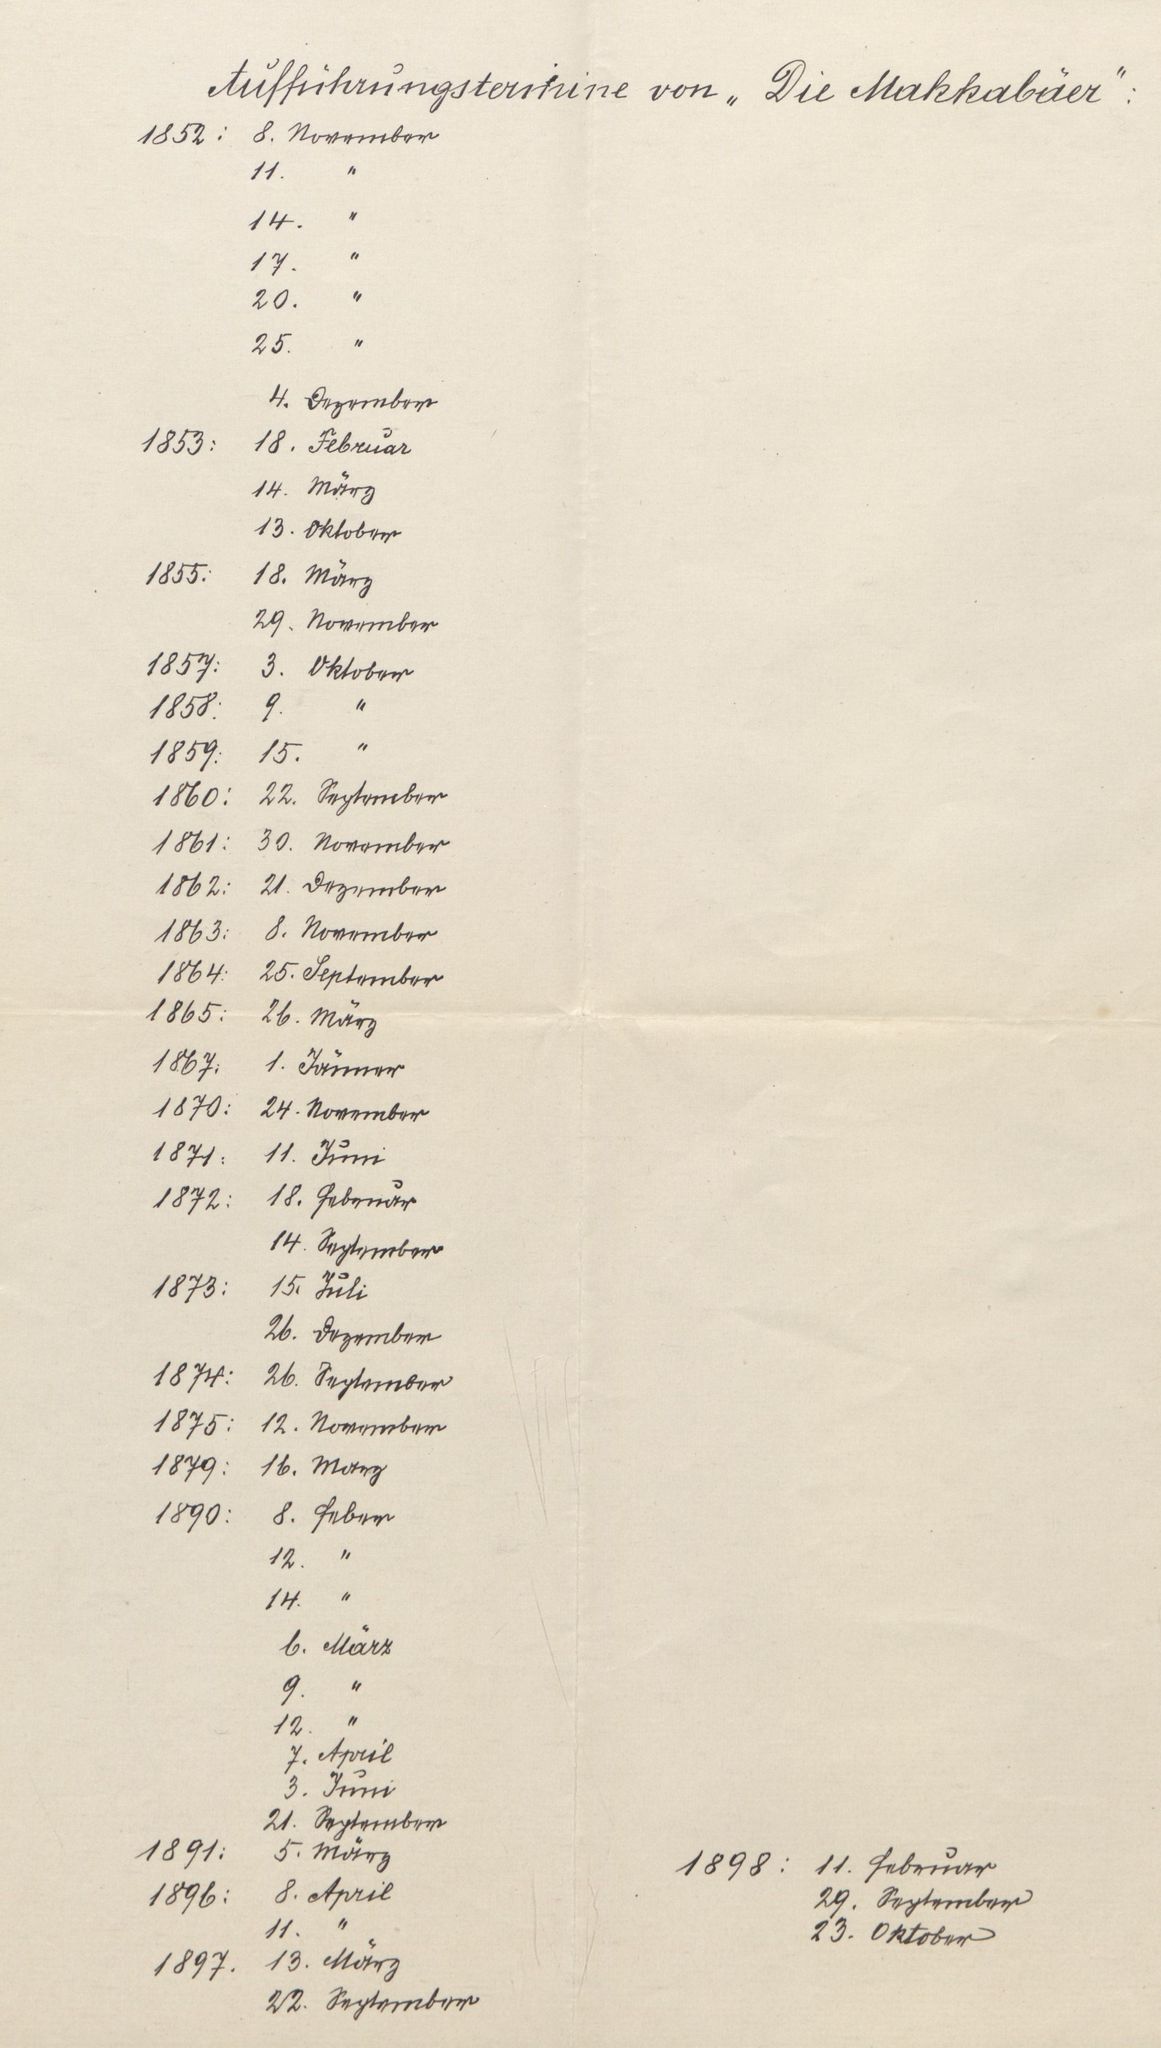 Aufführungstermine von „Die Makkabäer":
1852: 8. November
11. "
14. "
17. "
20. "
25. "
4. Dezember
1853: 18. Februar
14. März
13. Oktober
1855: 18. März
29. November
1857: 3. Oktober
1858: 9. "
1859: 15. "
1860: 22. September
1861: 30. November
1862: 21. Dezember
1863: 8. November
1864: 25. September
1865: 26. März
1867: 1. Jänner
1870: 24. November
1871: 11. Juni
1872: 18. Februar
14. September
1873: 15. Juli
26. Dezember
1874: 26. September
1875: 12. November
1879: 16. März
1890: 8. Feber
12. "
14. "
6. März
9. "
12. "
7. April
3. Juni
21. September
1891: 5. März
1896: 8. April
11. "
1897. 13. März
22. September
1898: 11. Februar
29. September
23. Oktober